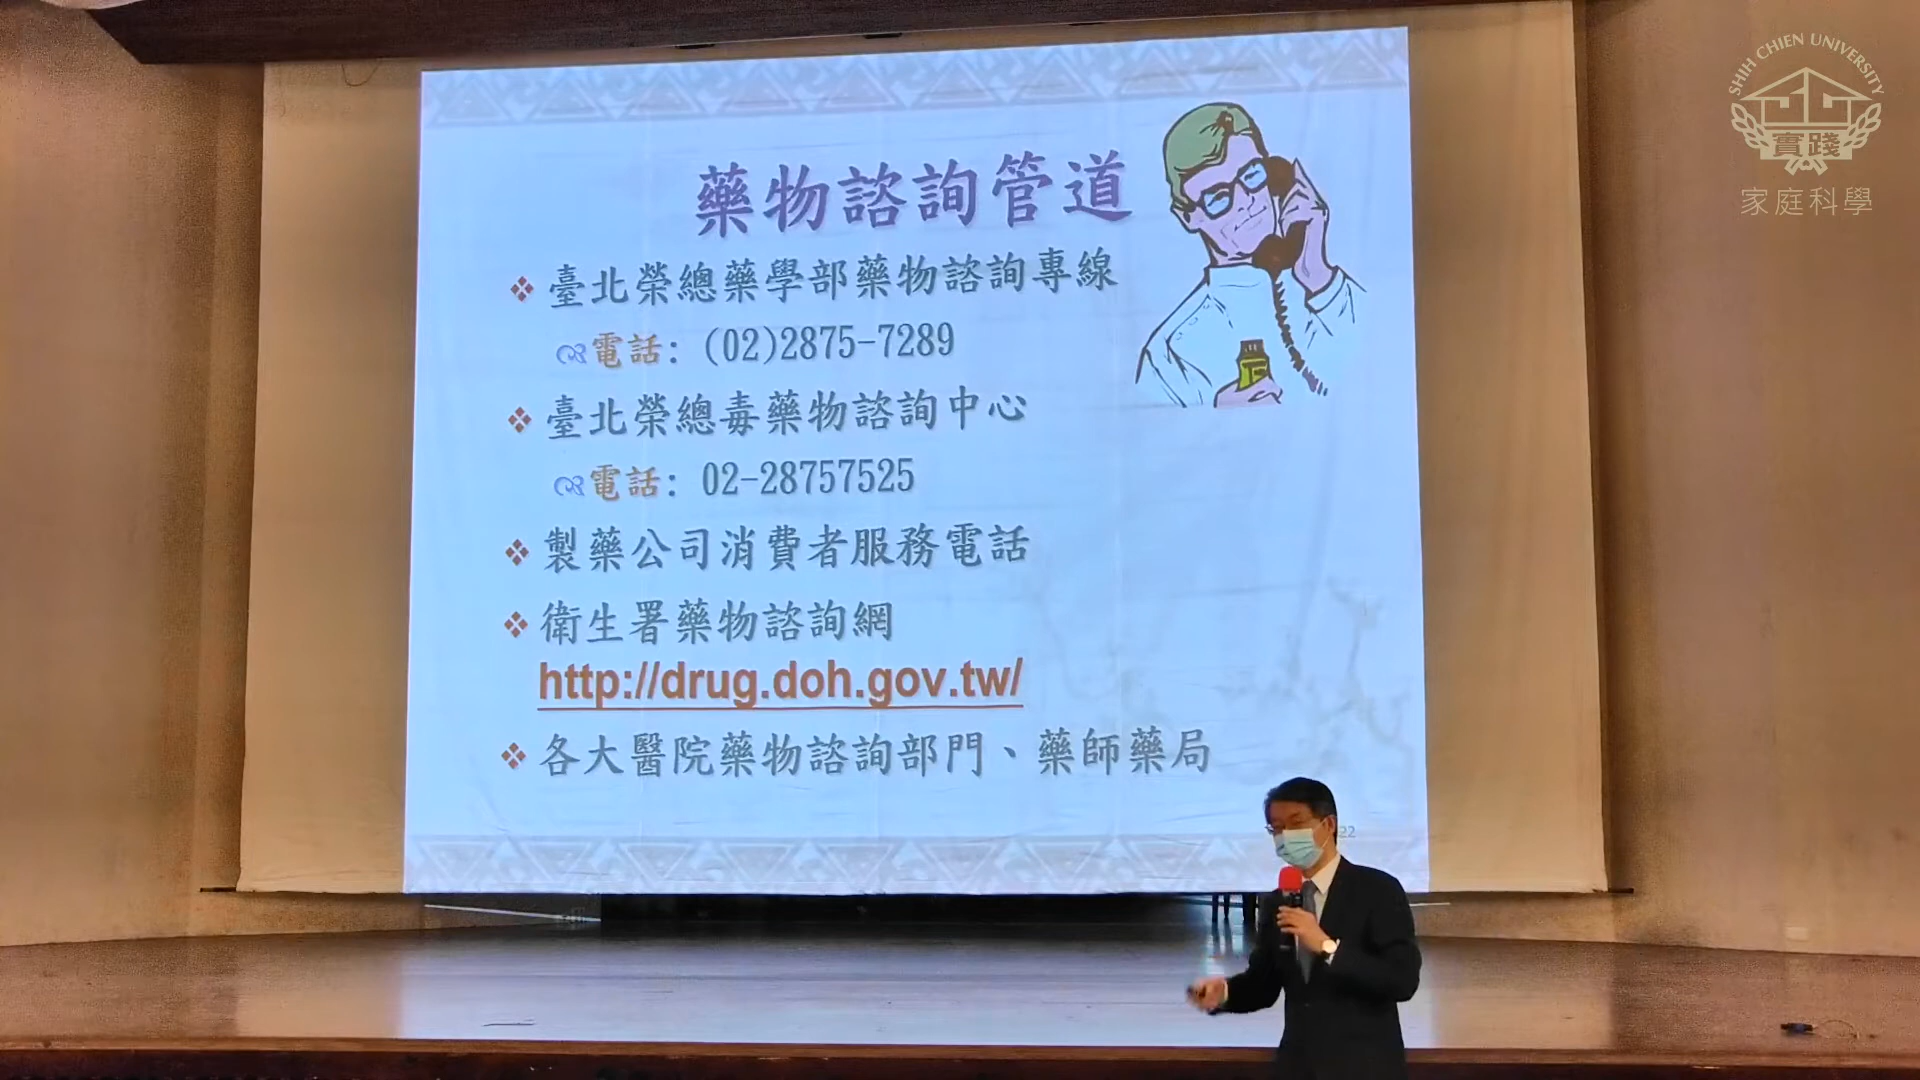 藥物諮詢管道
臺北榮總藥學部藥物諮詢專線
電話: (02)2875-7289
臺北榮總毒藥物諮詢中心
電話: 02-28757525
製藥公司消費者服務電話
衛生署藥物諮詢網
http://drug.doh.gov.tw/
各大醫院藥物諮詢部門、藥師藥局
22
SHIH CHIEN UNIVERSITY
實踐
家庭科學